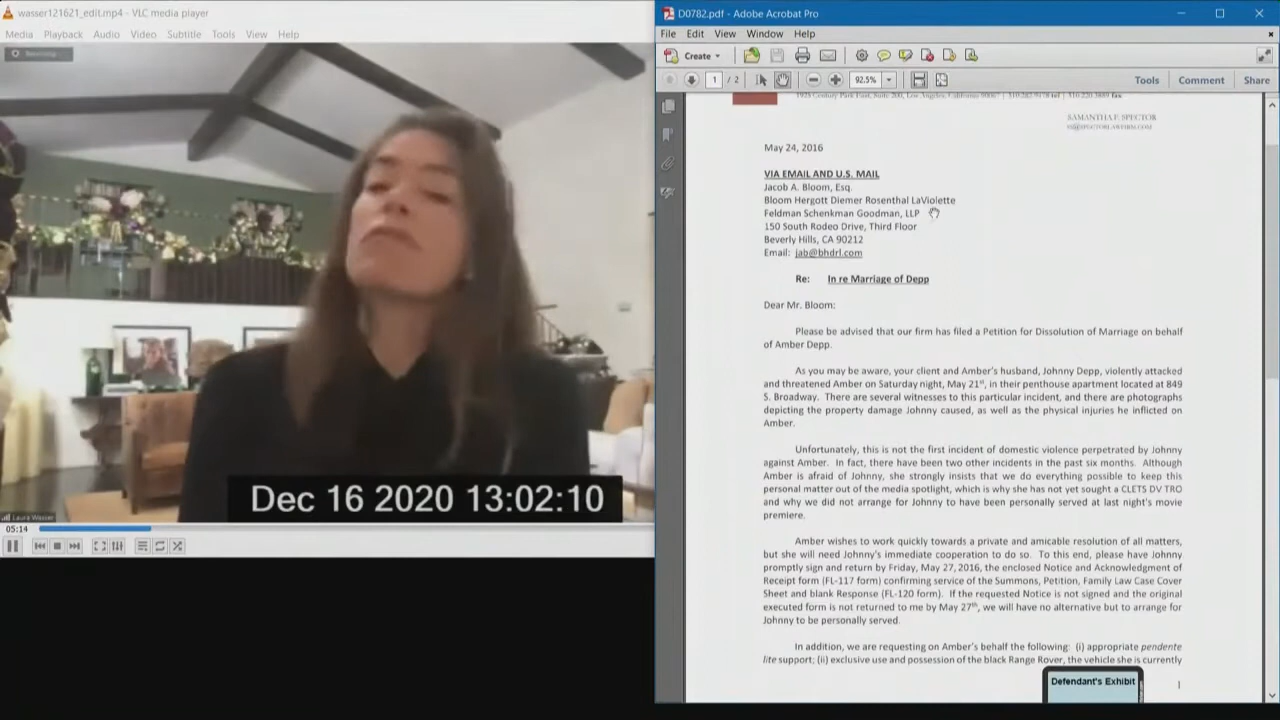 wasser121621_edit.mp4 - VLC media player
Media Playback Audio Video Subtitle Tools View Help
Recording...
Dec 16 2020 13:02:10
Laura Wasser
05:14
D0782.pdf - Adobe Acrobat Pro
File Edit View Window Help
Create
1 / 2 92.5% Tools Comment Share
SAMANTHA F. SPECTOR
May 24, 2016
VIA EMAIL AND U.S. MAIL
Jacob A. Bloom, Esq.
Bloom Hergott Diemer Rosenthal LaViolette
Feldman Schenkman Goodman, LLP
150 South Rodeo Drive, Third Floor
Beverly Hills, CA 90212
Email: jab@bhdrl.com
Re: In re Marriage of Depp
Dear Mr. Bloom:
Please be advised that our firm has filed a Petition for Dissolution of Marriage on behalf
of Amber Depp.
As you may be aware, your client and Amber's husband, Johnny Depp, violently attacked
and threatened Amber on Saturday night, May 21st, in their penthouse apartment located at 849
S. Broadway. There are several witnesses to this particular incident, and there are photographs
depicting the property damage Johnny caused, as well as the physical injuries he inflicted on
Amber.
Unfortunately, this is not the first incident of domestic violence perpetrated by Johnny
against Amber. In fact, there have been two other incidents in the past six months. Although
Amber is afraid of Johnny, she strongly insists that we do everything possible to keep this
personal matter out of the media spotlight, which is why she has not yet sought a CLETS DV TRO
and why we did not arrange for Johnny to have been personally served at last night's movie
premiere.
Amber wishes to work quickly towards a private and amicable resolution of all matters,
but she will need Johnny's immediate cooperation to do so. To this end, please have Johnny
promptly sign and return by Friday, May 27, 2016, the enclosed Notice and Acknowledgment of
Receipt form (FL-117 form) confirming service of the Summons, Petition, Family Law Case Cover
Sheet and blank Response (FL-120 form). If the requested Notice is not signed and the original
executed form is not returned to me by May 27th, we will have no alternative but to arrange for
Johnny to be personally served.
In addition, we are requesting on Amber's behalf the following: (i) appropriate pendente
lite support; (ii) exclusive use and possession of the black Range Rover, the vehicle she is currently
Defendant's Exhibit
1